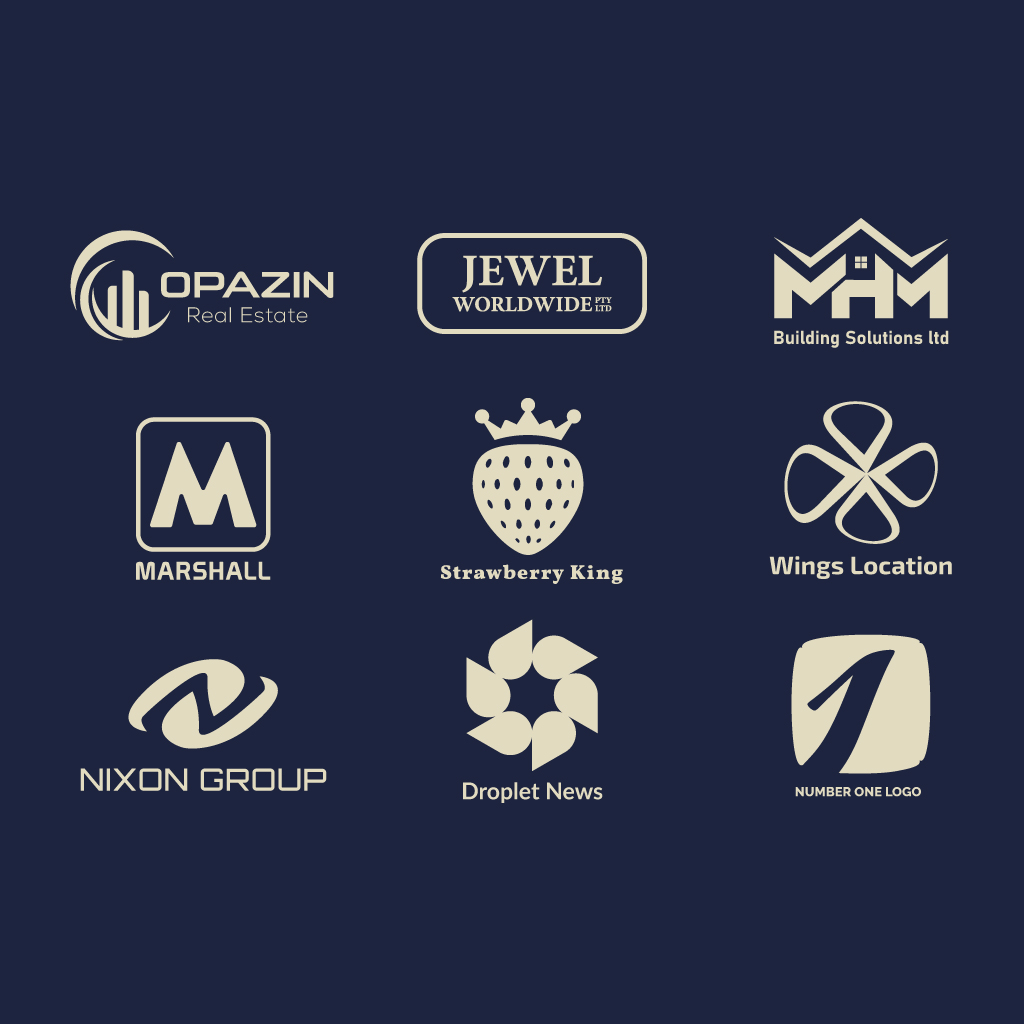 OPAZIN
Real Estate
JEWEL
WORLDWIDE PTY LTD
MHM
Building Solutions ltd
M
MARSHALL
Strawberry King
Wings Location
N
NIXON GROUP
Droplet News
1
NUMBER ONE LOGO